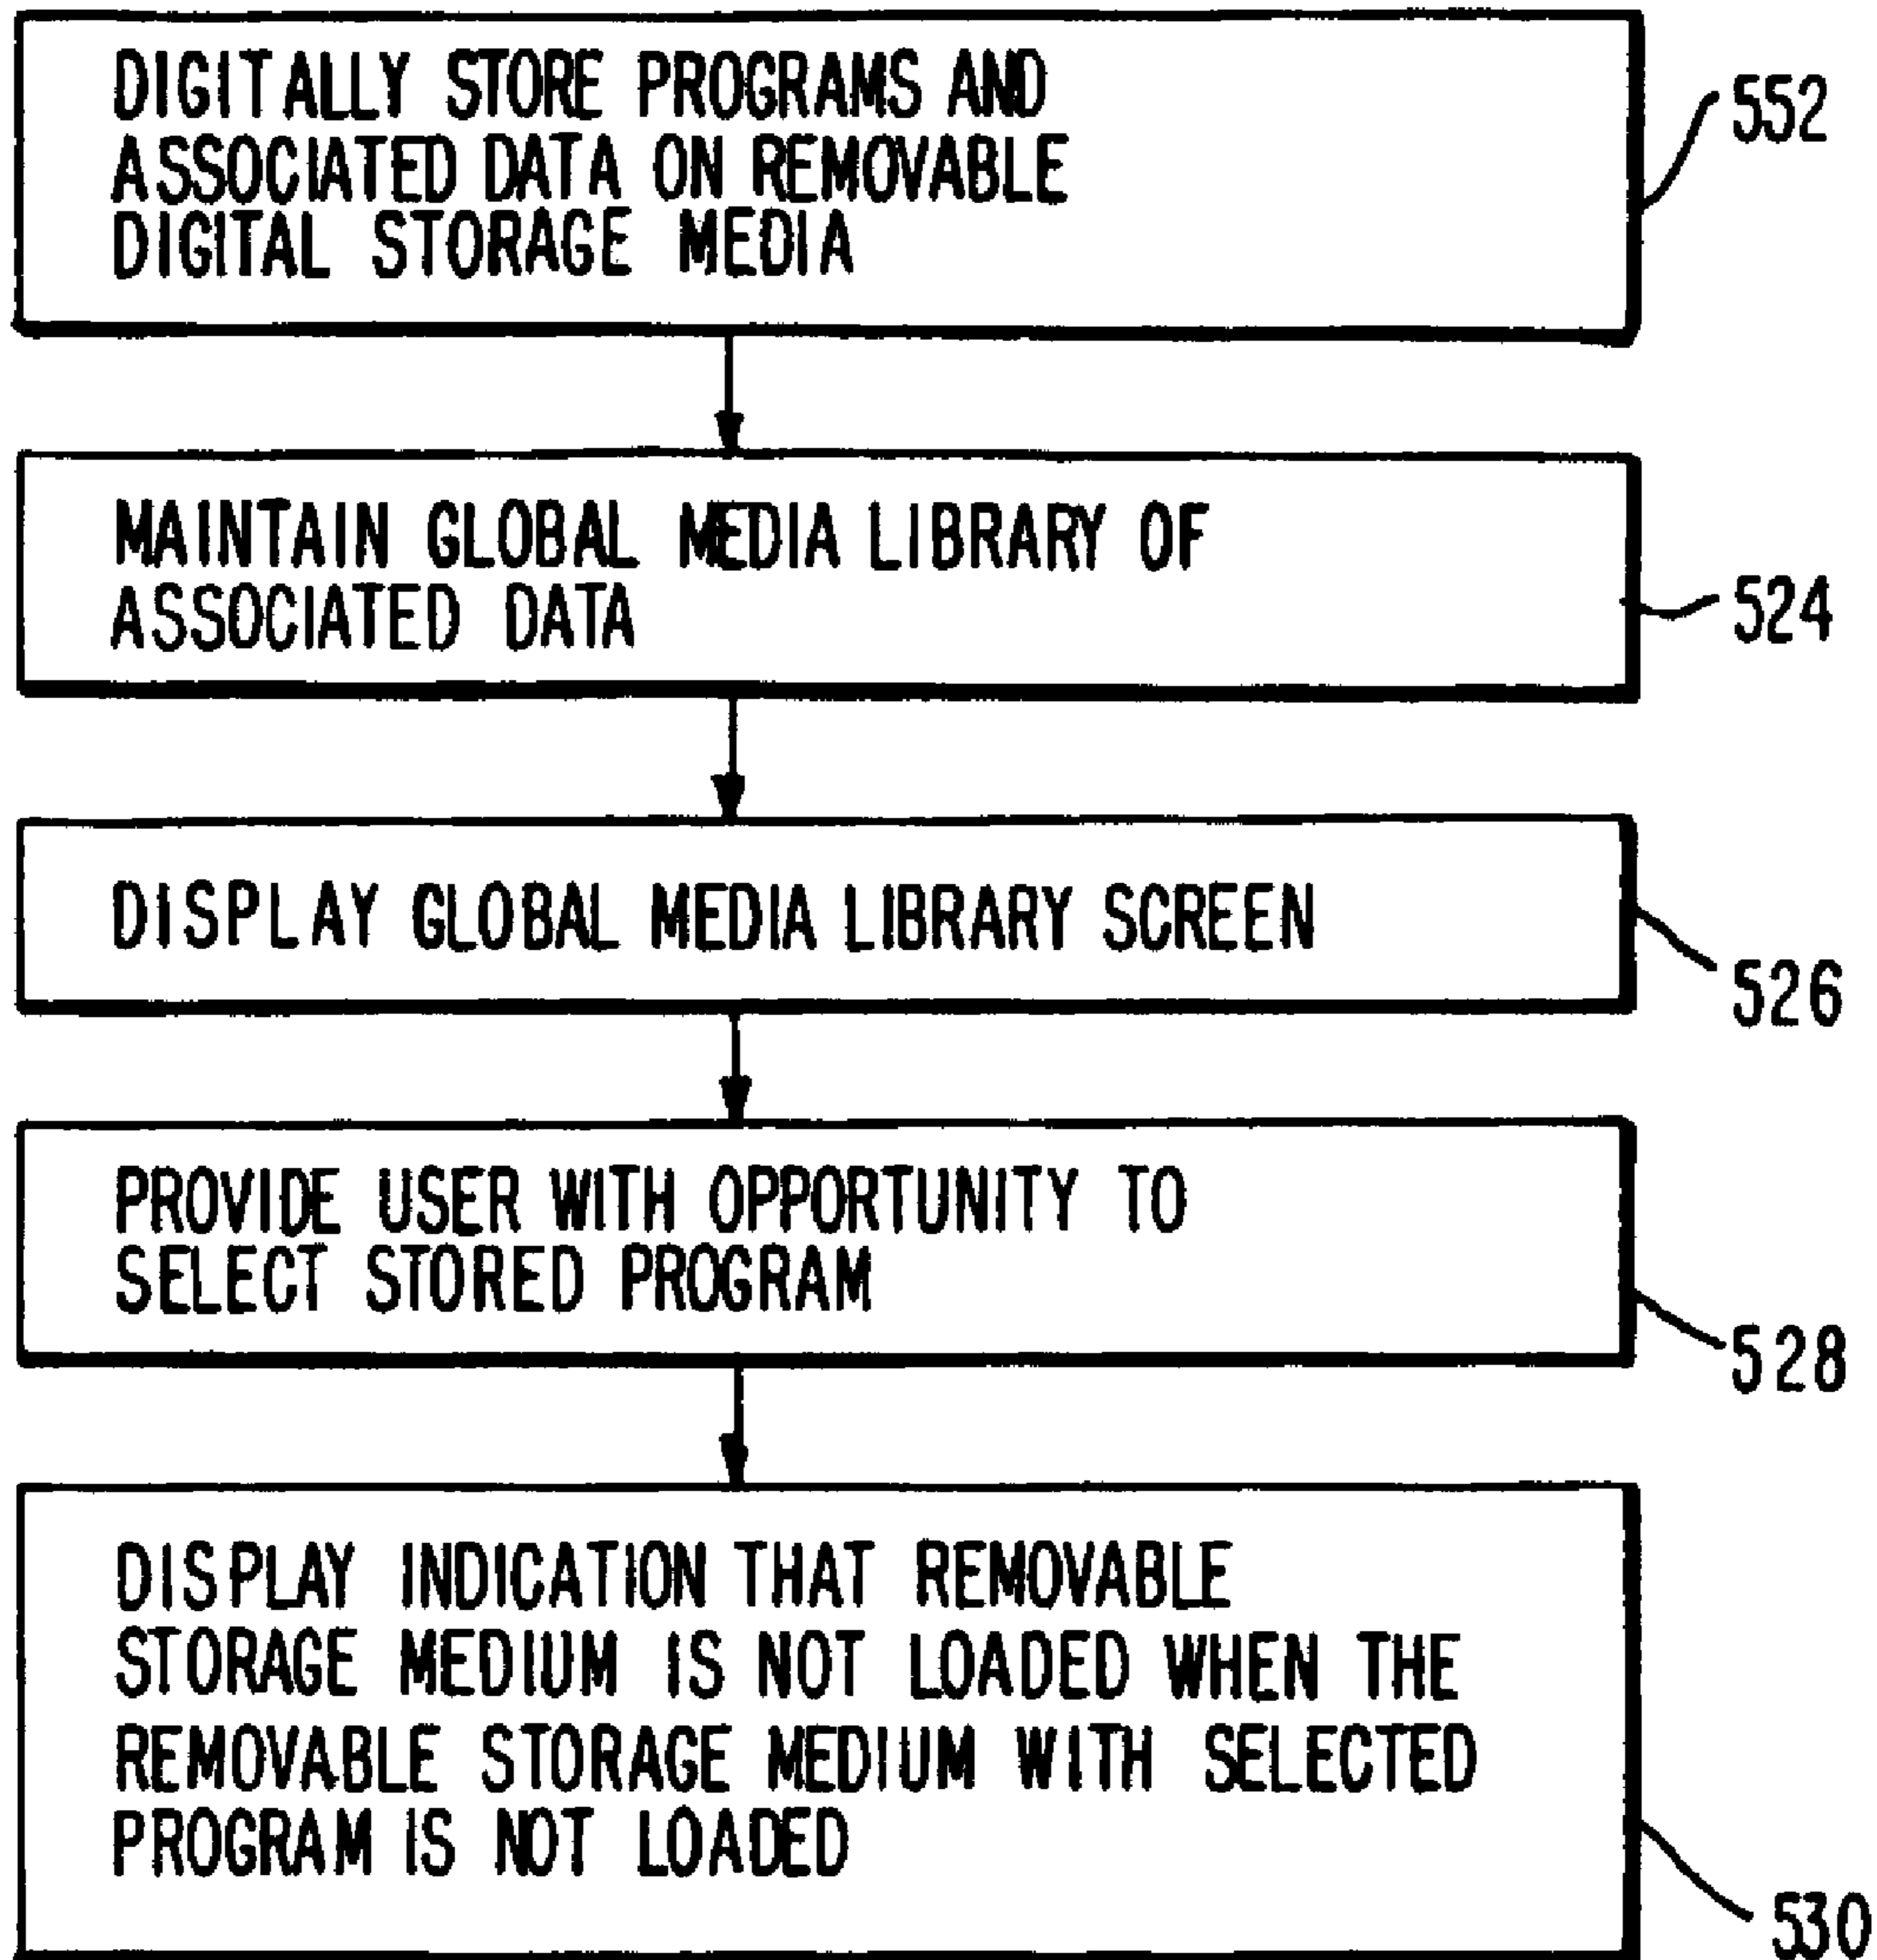 DIGITALLY STORE PROGRAMS AND
ASSOCIATED DATA ON REMOVABLE
DIGITAL STORAGE MEDIA
552
MAINTAIN GLOBAL MEDIA LIBRARY OF
ASSOCIATED DATA
524
DISPLAY GLOBAL MEDIA LIBRARY SCREEN
526
PROVIDE USER WITH OPPORTUNITY TO
SELECT STORED PROGRAM
528
DISPLAY INDICATION THAT REMOVABLE
STORAGE MEDIUM IS NOT LOADED WHEN THE
REMOVABLE STORAGE MEDIUM WITH SELECTED
PROGRAM IS NOT LOADED
530